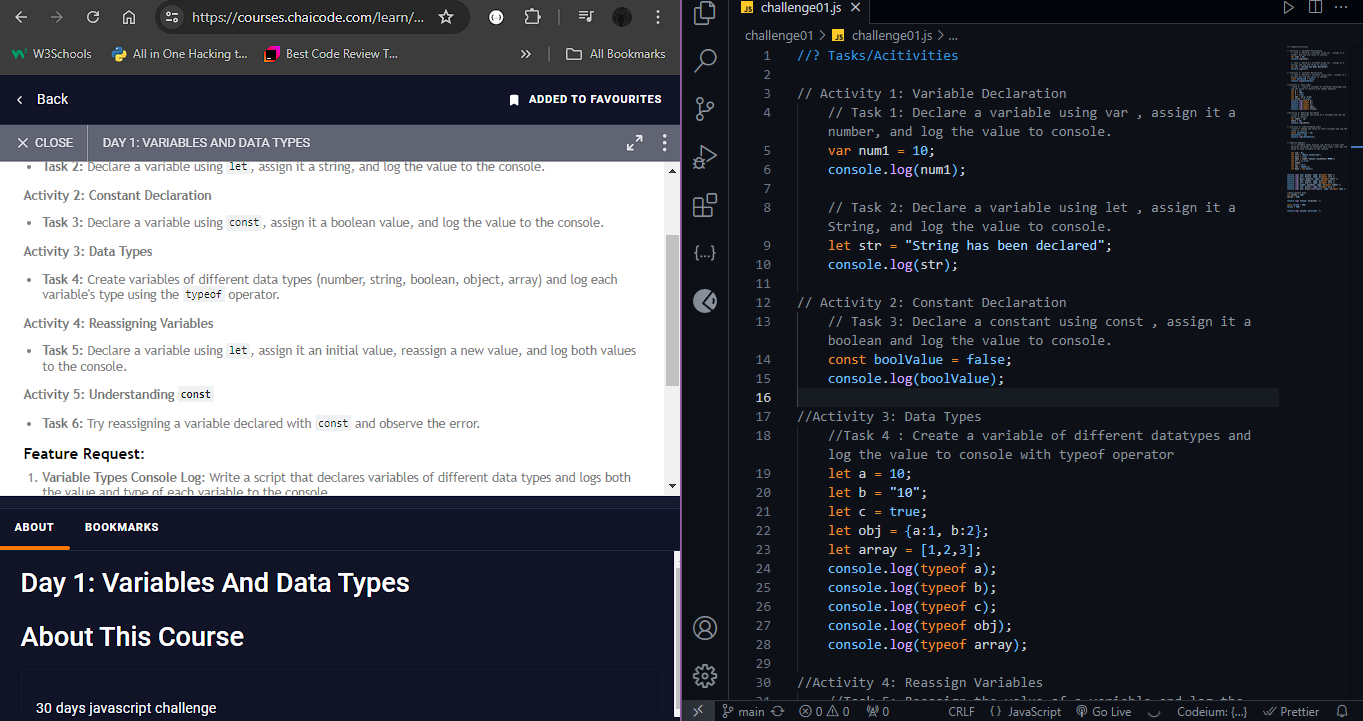 https://courses.chaicode.com/learn/...
W3Schools
All in One Hacking t...
Best Code Review T...
»
All Bookmarks
Back
ADDED TO FAVOURITES
CLOSE
DAY 1: VARIABLES AND DATA TYPES
Task 2: Declare a variable using let, assign it a string, and log the value to the console.
Activity 2: Constant Declaration
Task 3: Declare a variable using const, assign it a boolean value, and log the value to the console.
Activity 3: Data Types
Task 4: Create variables of different data types (number, string, boolean, object, array) and log each
variable's type using the typeof operator.
Activity 4: Reassigning Variables
Task 5: Declare a variable using let, assign it an initial value, reassign a new value, and log both values
to the console.
Activity 5: Understanding const
Task 6: Try reassigning a variable declared with const and observe the error.
Feature Request:
1. Variable Types Console Log: Write a script that declares variables of different data types and logs both
the value and type of each variable to the console.
ABOUT
BOOKMARKS
Day 1: Variables And Data Types
About This Course
30 days javascript challenge
JS challenge01.js
challenge01 > JS challenge01.js > ...
1 //? Tasks/Acitivities
2
3 // Activity 1: Variable Declaration
4 // Task 1: Declare a variable using var , assign it a
number, and log the value to console.
5 var num1 = 10;
6 console.log(num1);
7
8 // Task 2: Declare a variable using let , assign it a
String, and log the value to console.
9 let str = "String has been declared";
10 console.log(str);
11
12 // Activity 2: Constant Declaration
13 // Task 3: Declare a constant using const , assign it a
boolean and log the value to console.
14 const boolValue = false;
15 console.log(boolValue);
16
17 //Activity 3: Data Types
18 //Task 4 : Create a variable of different datatypes and
log the value to console with typeof operator
19 let a = 10;
20 let b = "10";
21 let c = true;
22 let obj = {a:1, b:2};
23 let array = [1,2,3];
24 console.log(typeof a);
25 console.log(typeof b);
26 console.log(typeof c);
27 console.log(typeof obj);
28 console.log(typeof array);
29
30 //Activity 4: Reassign Variables
31 //Task 5: Reassign the value of a variable and log the
main
0
0
0
CRLF
{} JavaScript
Go Live
Codeium: {...}
Prettier